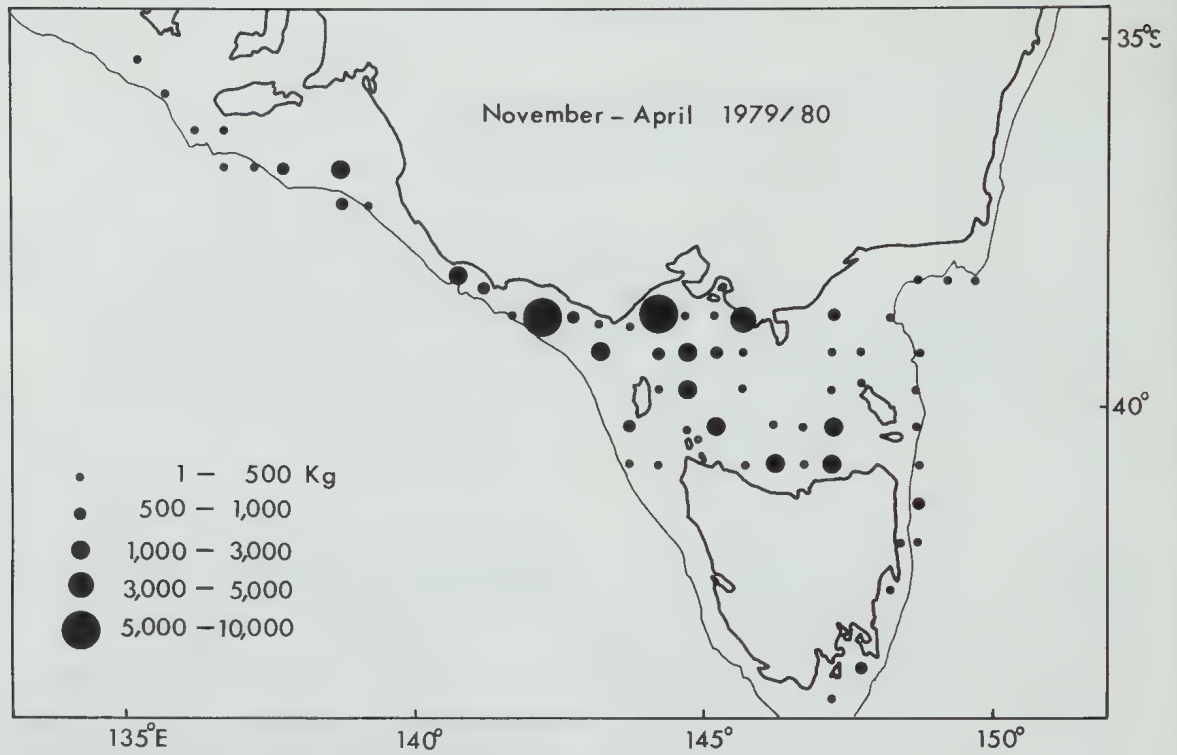 35°S
November – April 1979/80
40°
1 – 500 Kg
500 – 1,000
1,000 – 3,000
3,000 – 5,000
5,000 – 10,000
135°E 140° 145° 150°